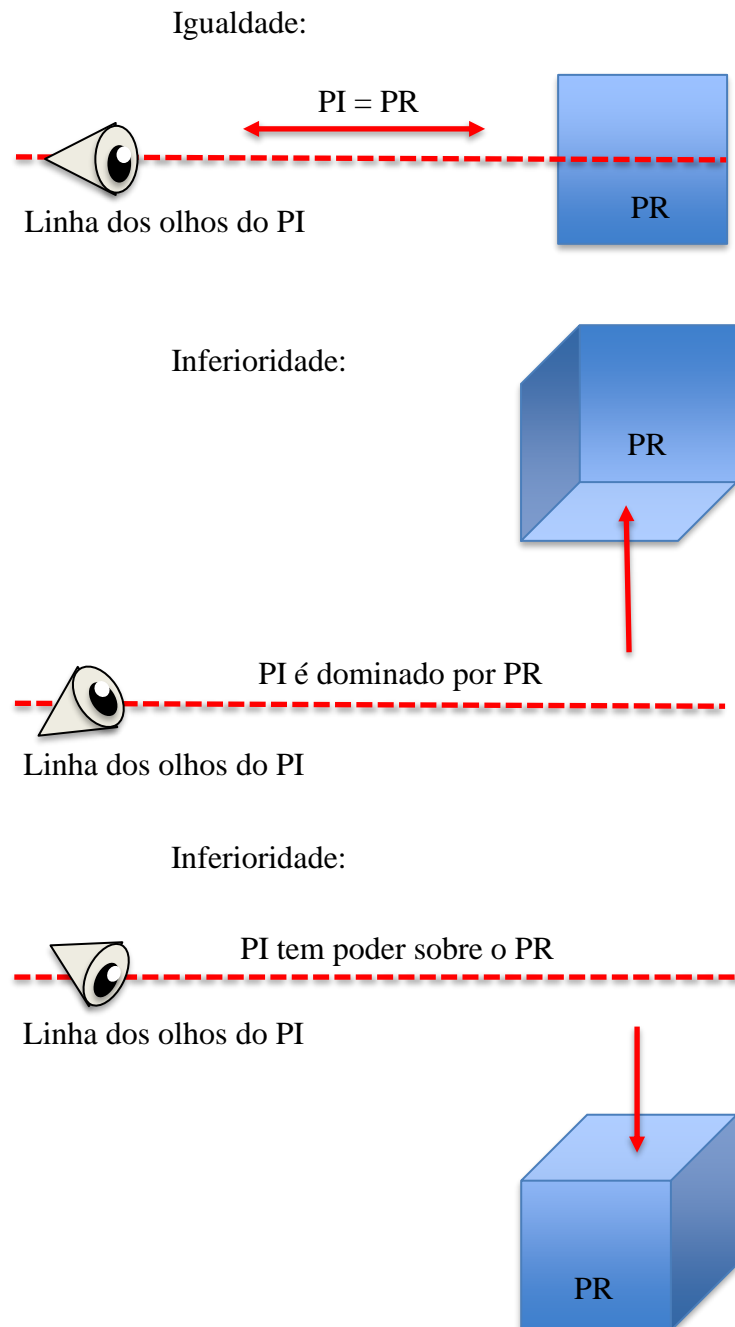 Igualdade:
PI = PR
PR
Linha dos olhos do PI
Inferioridade:
PR
PI é dominado por PR
Linha dos olhos do PI
Inferioridade:
PI tem poder sobre o PR
Linha dos olhos do PI
PR